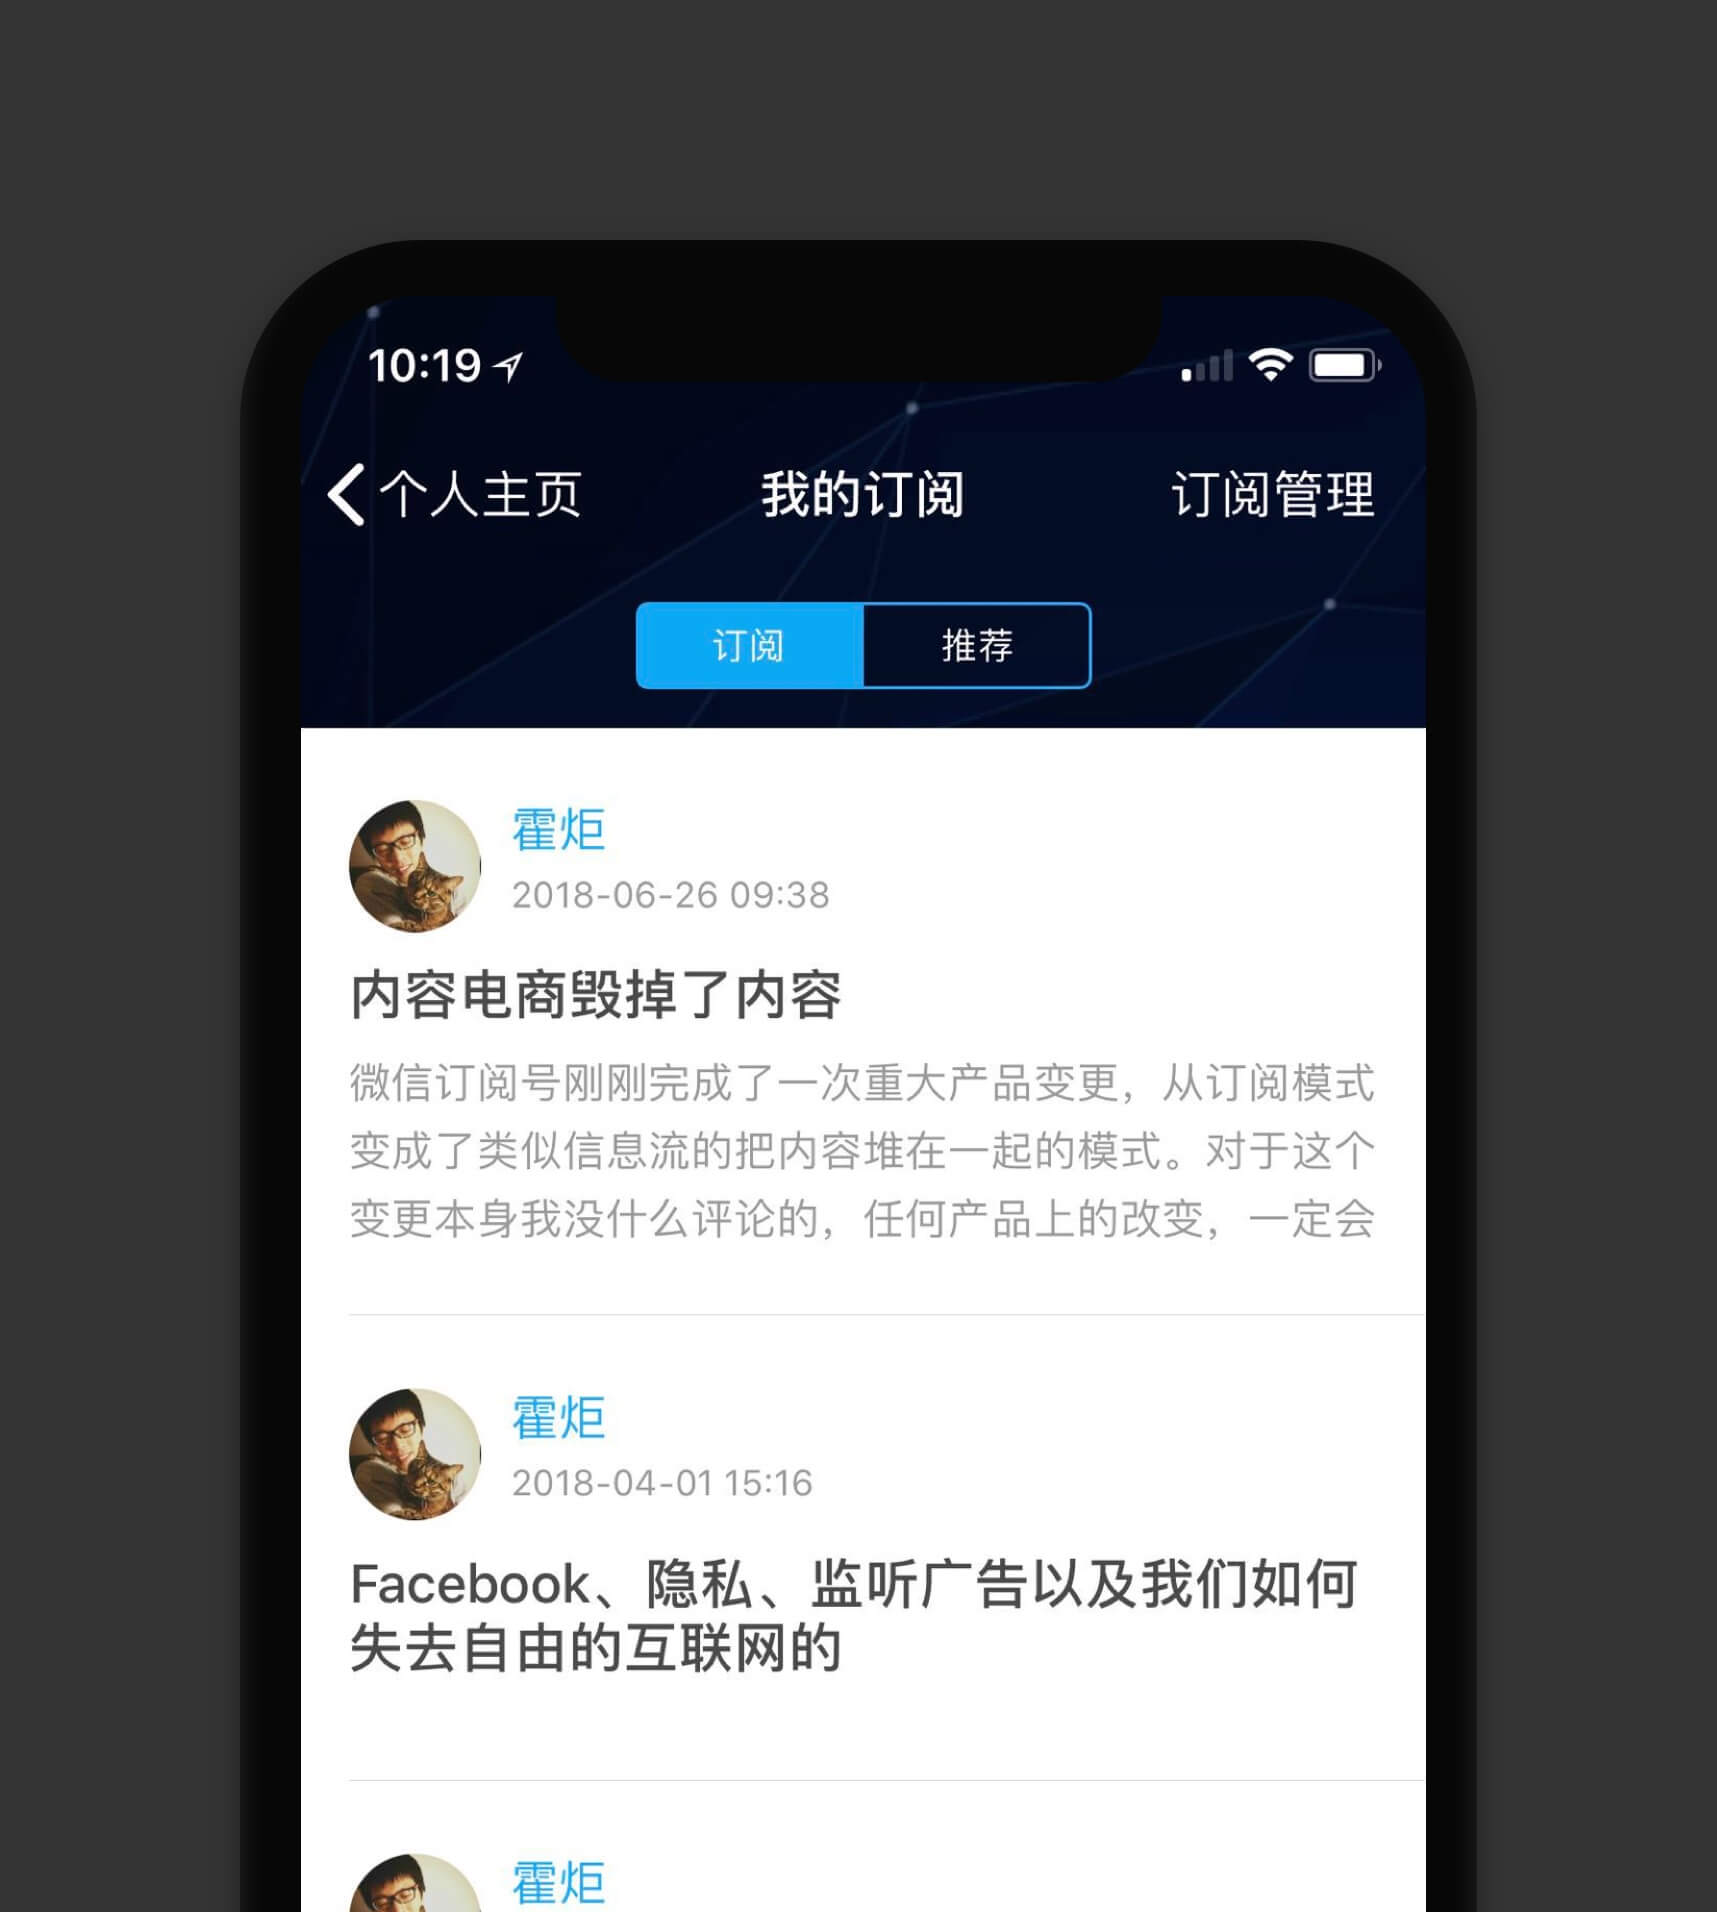 10:19
个人主页
我的订阅
订阅管理
订阅
推荐
霍炬
2018-06-26 09:38
内容电商毁掉了内容
微信订阅号刚刚完成了一次重大产品变更，从订阅模式
变成了类似信息流的把内容堆在一起的模式。对于这个
变更本身我没什么评论的，任何产品上的改变，一定会
霍炬
2018-04-01 15:16
Facebook、隐私、监听广告以及我们如何
失去自由的互联网的
霍炬